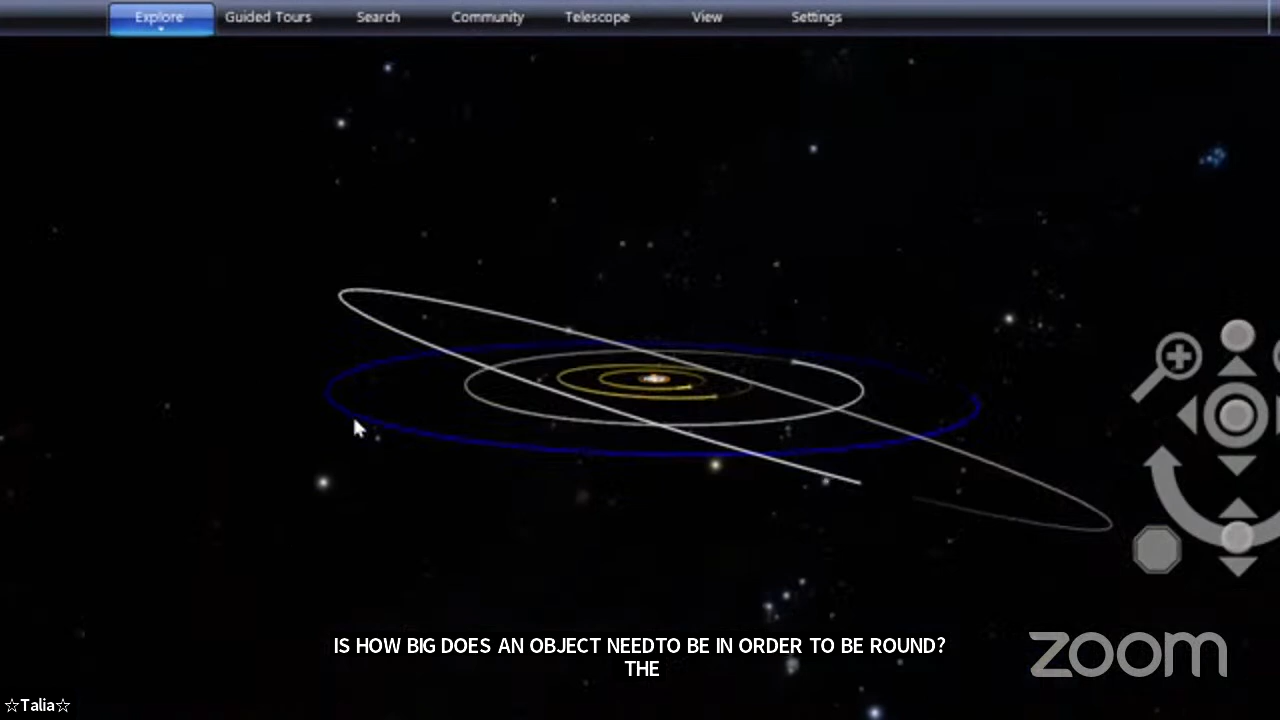 Explore
Guided Tours
Search
Community
Telescope
View
Settings
IS HOW BIG DOES AN OBJECT NEEDTO BE IN ORDER TO BE ROUND?
THE
zoom
☆Talia☆